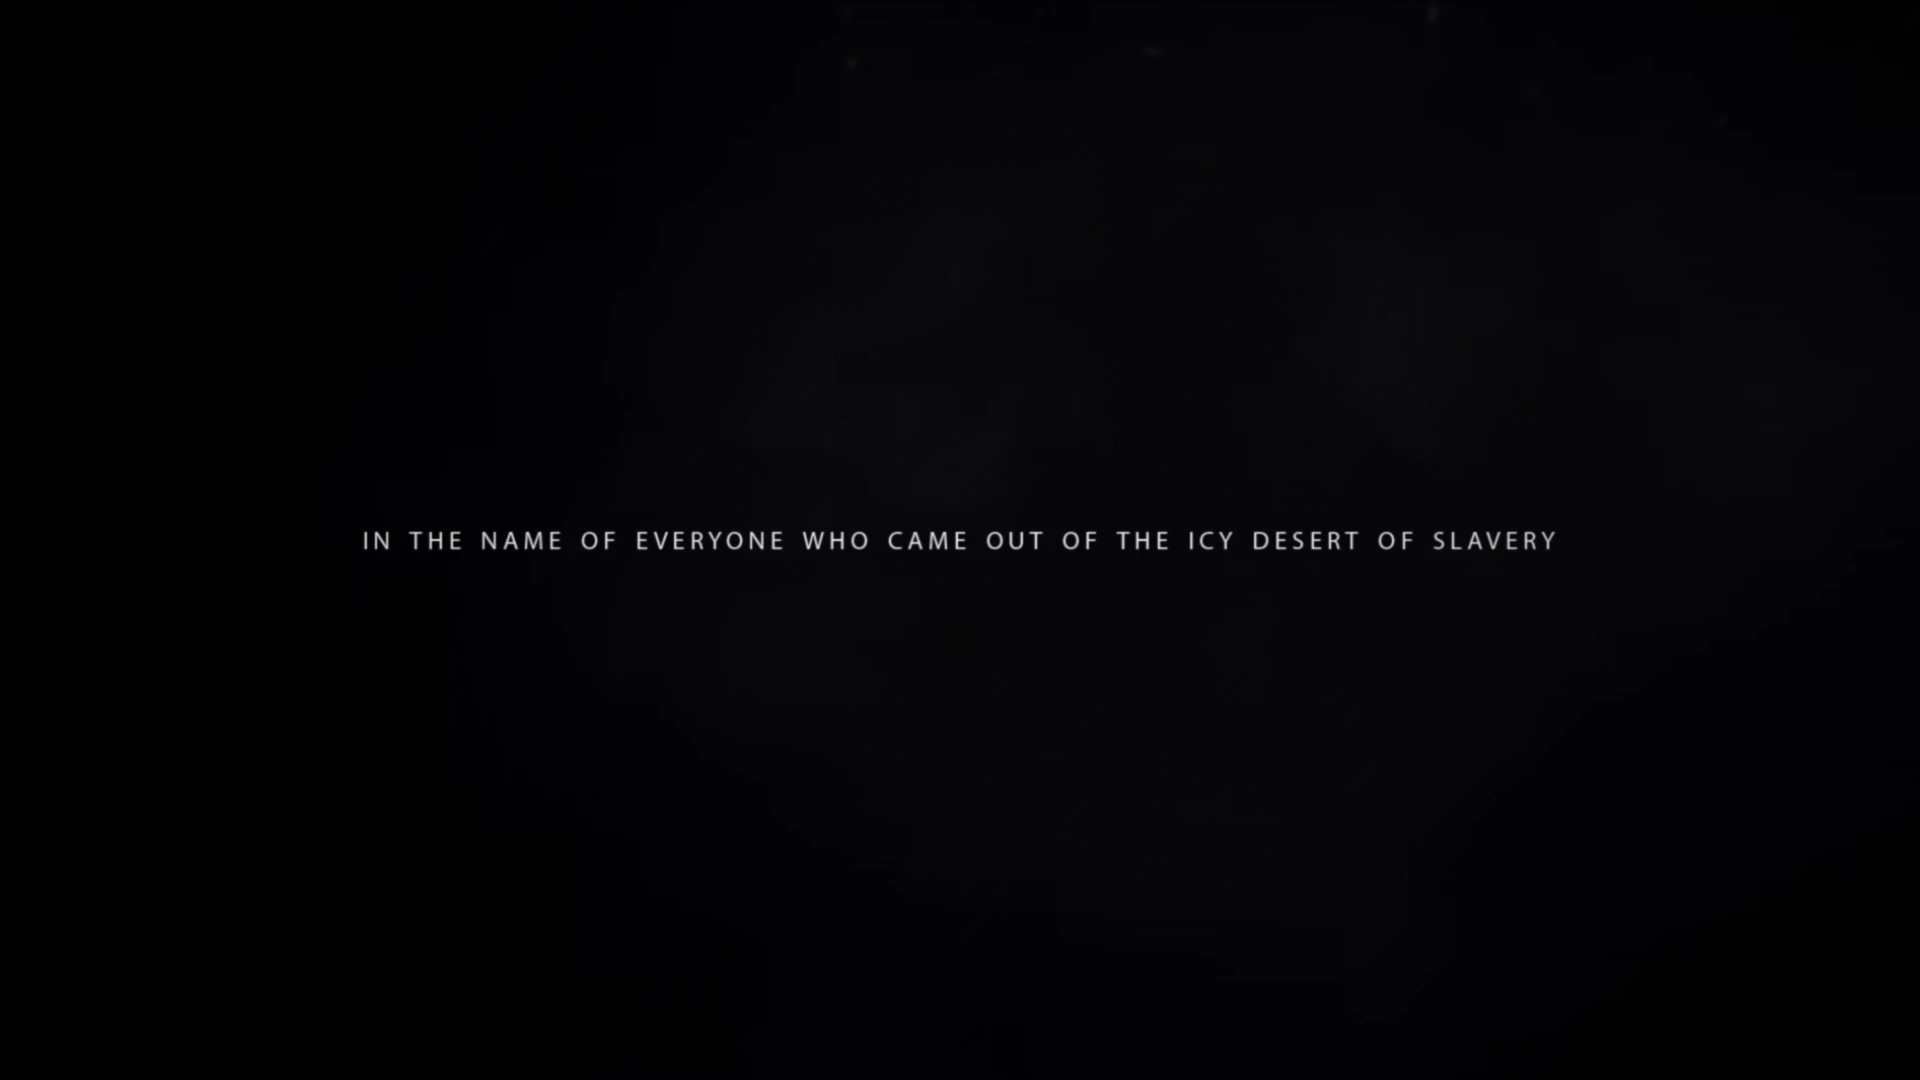 IN THE NAME OF EVERYONE WHO CAME OUT OF THE ICY DESERT OF SLAVERY